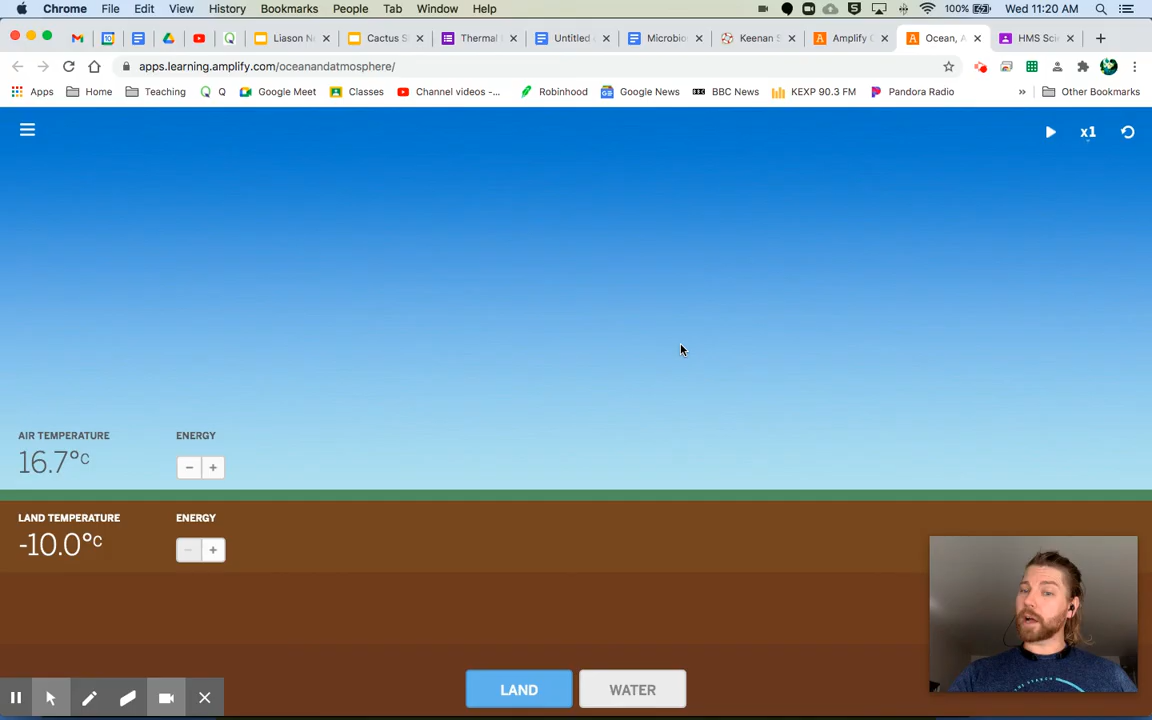 Chrome File Edit View History Bookmarks People Tab Window Help 100% Wed 11:20 AM
Liason N Cactus S Thermal Untitled Microbio Keenan S Amplify C Ocean, A HMS Sci
apps.learning.amplify.com/oceanandatmosphere/
Apps Home Teaching Q Google Meet Classes Channel videos -... Robinhood Google News BBC News KEXP 90.3 FM Pandora Radio » Other Bookmarks
x1
AIR TEMPERATURE ENERGY
16.7°C − +
LAND TEMPERATURE ENERGY
-10.0°C − +
LAND WATER